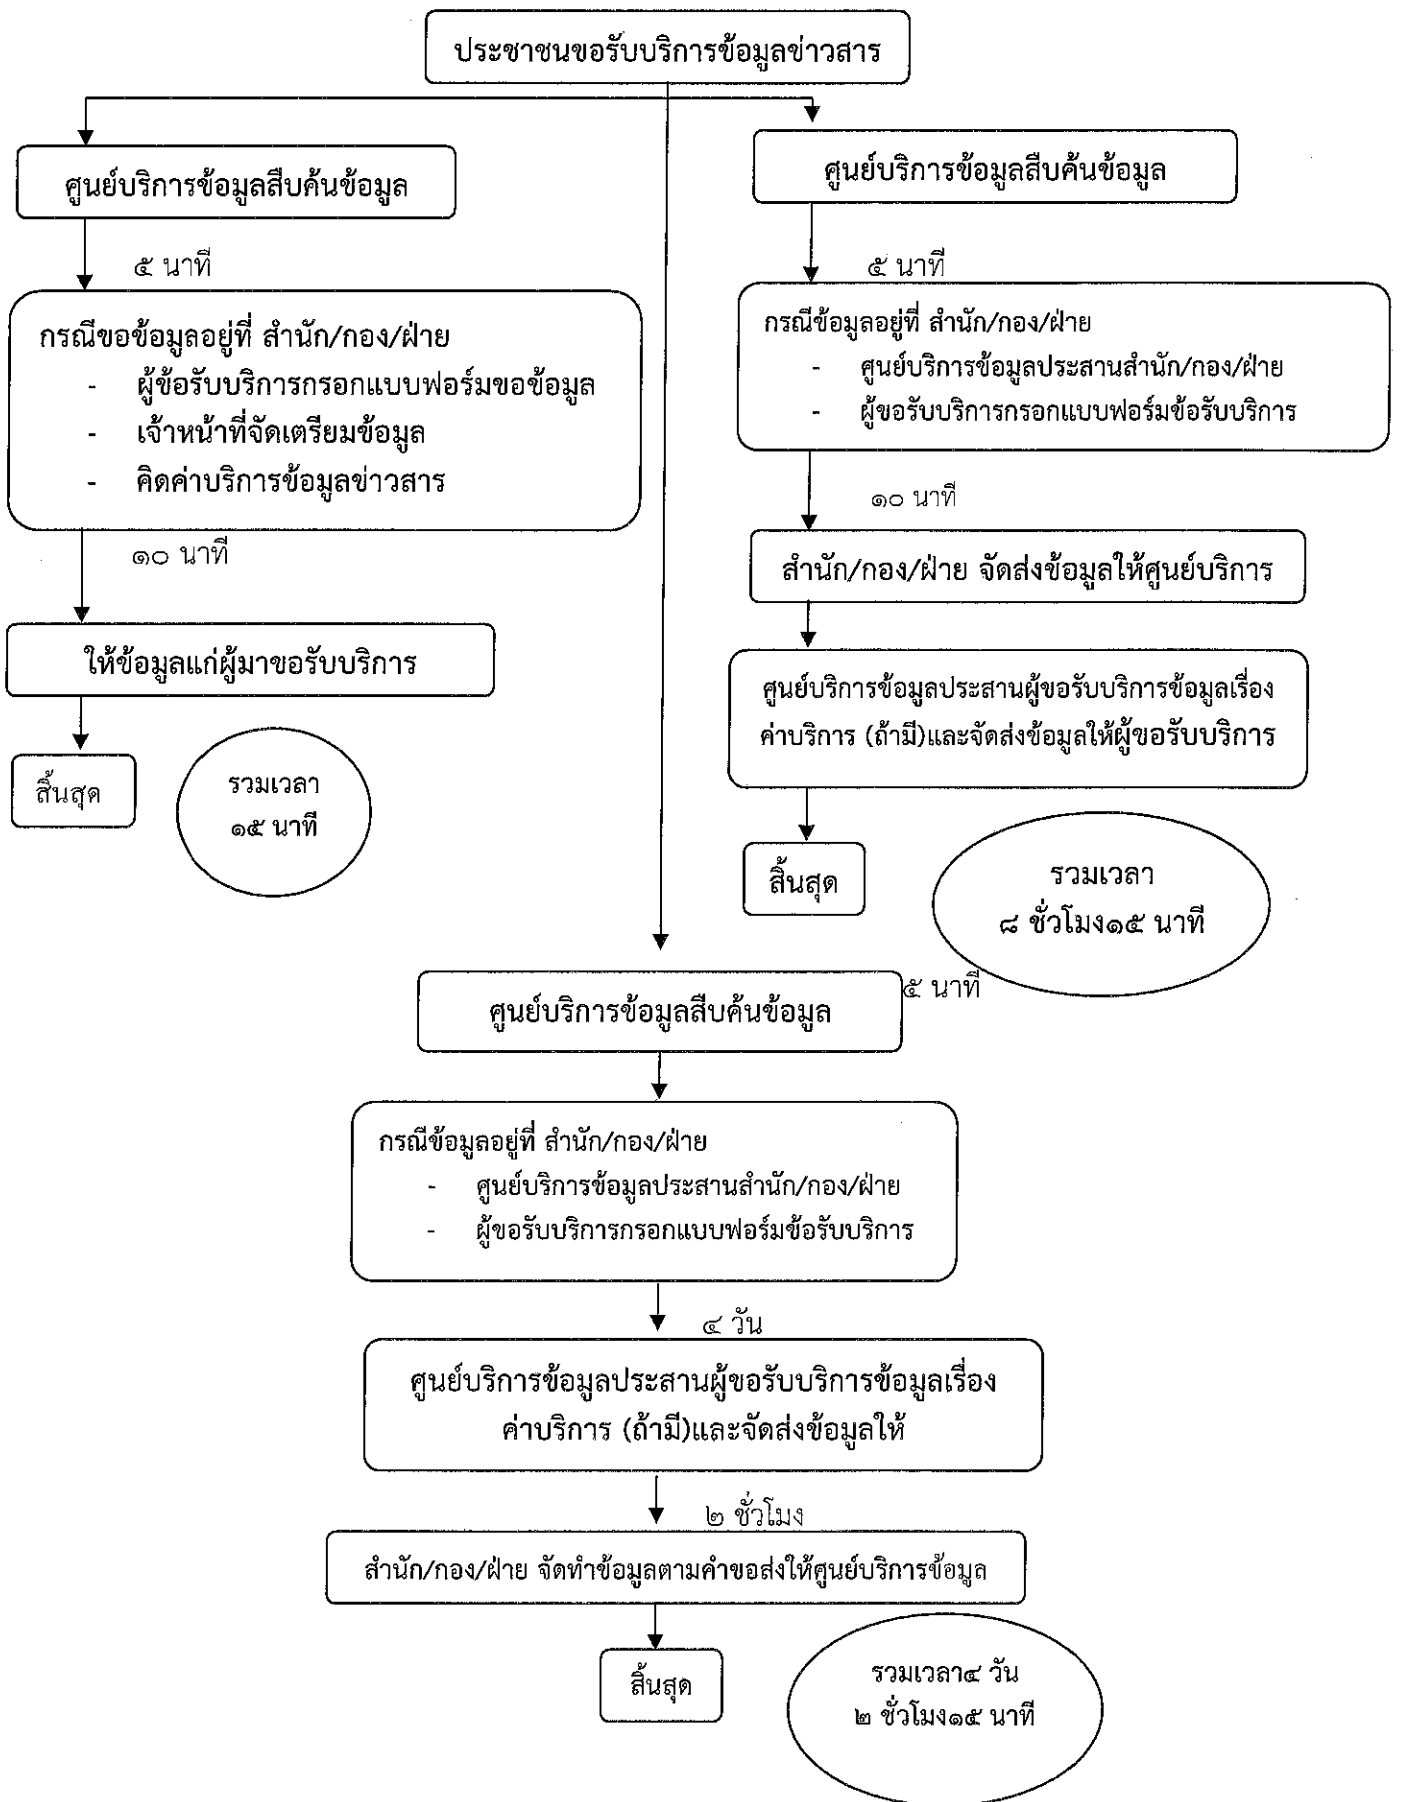 ประชาชนขอรับบริการข้อมูลข่าวสาร
ศูนย์บริการข้อมูลสืบค้นข้อมูล
๕ นาที
กรณีขอข้อมูลอยู่ที่ สำนัก/กอง/ฝ่าย
- ผู้ข้อรับบริการกรอกแบบฟอร์มขอข้อมูล
- เจ้าหน้าที่จัดเตรียมข้อมูล
- คิดค่าบริการข้อมูลข่าวสาร
๑๐ นาที
ให้ข้อมูลแก่ผู้มาขอรับบริการ
สิ้นสุด
รวมเวลา
๑๕ นาที
ศูนย์บริการข้อมูลสืบค้นข้อมูล
๕ นาที
กรณีข้อมูลอยู่ที่ สำนัก/กอง/ฝ่าย
- ศูนย์บริการข้อมูลประสานสำนัก/กอง/ฝ่าย
- ผู้ขอรับบริการกรอกแบบฟอร์มข้อรับบริการ
๑๐ นาที
สำนัก/กอง/ฝ่าย จัดส่งข้อมูลให้ศูนย์บริการ
ศูนย์บริการข้อมูลประสานผู้ขอรับบริการข้อมูลเรื่อง
ค่าบริการ (ถ้ามี)และจัดส่งข้อมูลให้ผู้ขอรับบริการ
สิ้นสุด
รวมเวลา
๘ ชั่วโมง๑๕ นาที
ศูนย์บริการข้อมูลสืบค้นข้อมูล
๕ นาที
กรณีข้อมูลอยู่ที่ สำนัก/กอง/ฝ่าย
- ศูนย์บริการข้อมูลประสานสำนัก/กอง/ฝ่าย
- ผู้ขอรับบริการกรอกแบบฟอร์มข้อรับบริการ
๔ วัน
ศูนย์บริการข้อมูลประสานผู้ขอรับบริการข้อมูลเรื่อง
ค่าบริการ (ถ้ามี)และจัดส่งข้อมูลให้
๒ ชั่วโมง
สำนัก/กอง/ฝ่าย จัดทำข้อมูลตามคำขอส่งให้ศูนย์บริการข้อมูล
สิ้นสุด
รวมเวลา๔ วัน
๒ ชั่วโมง๑๕ นาที